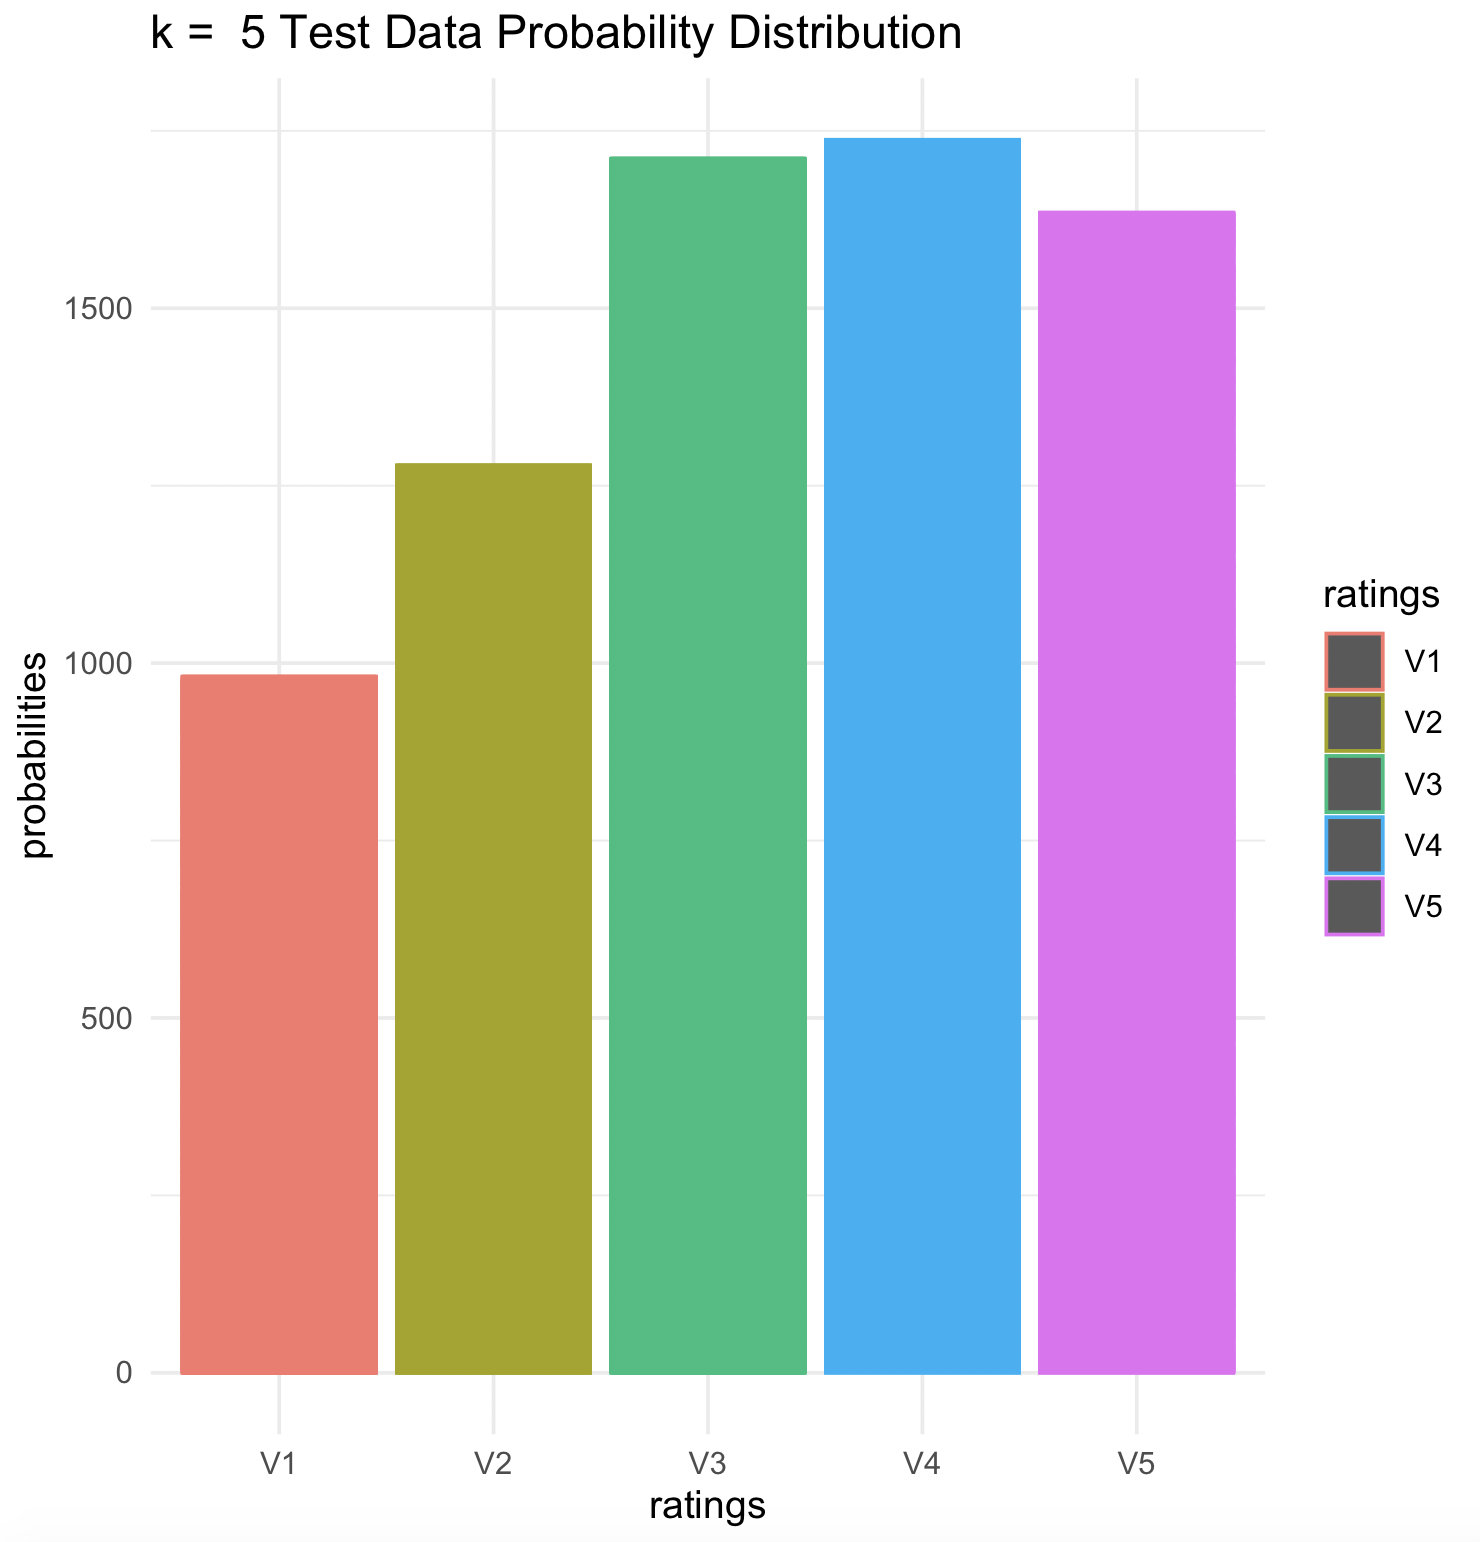 k =  5 Test Data Probability Distribution
probabilities
1500
1000
500
0
V1
V2
V3
V4
V5
ratings
ratings
V1
V2
V3
V4
V5